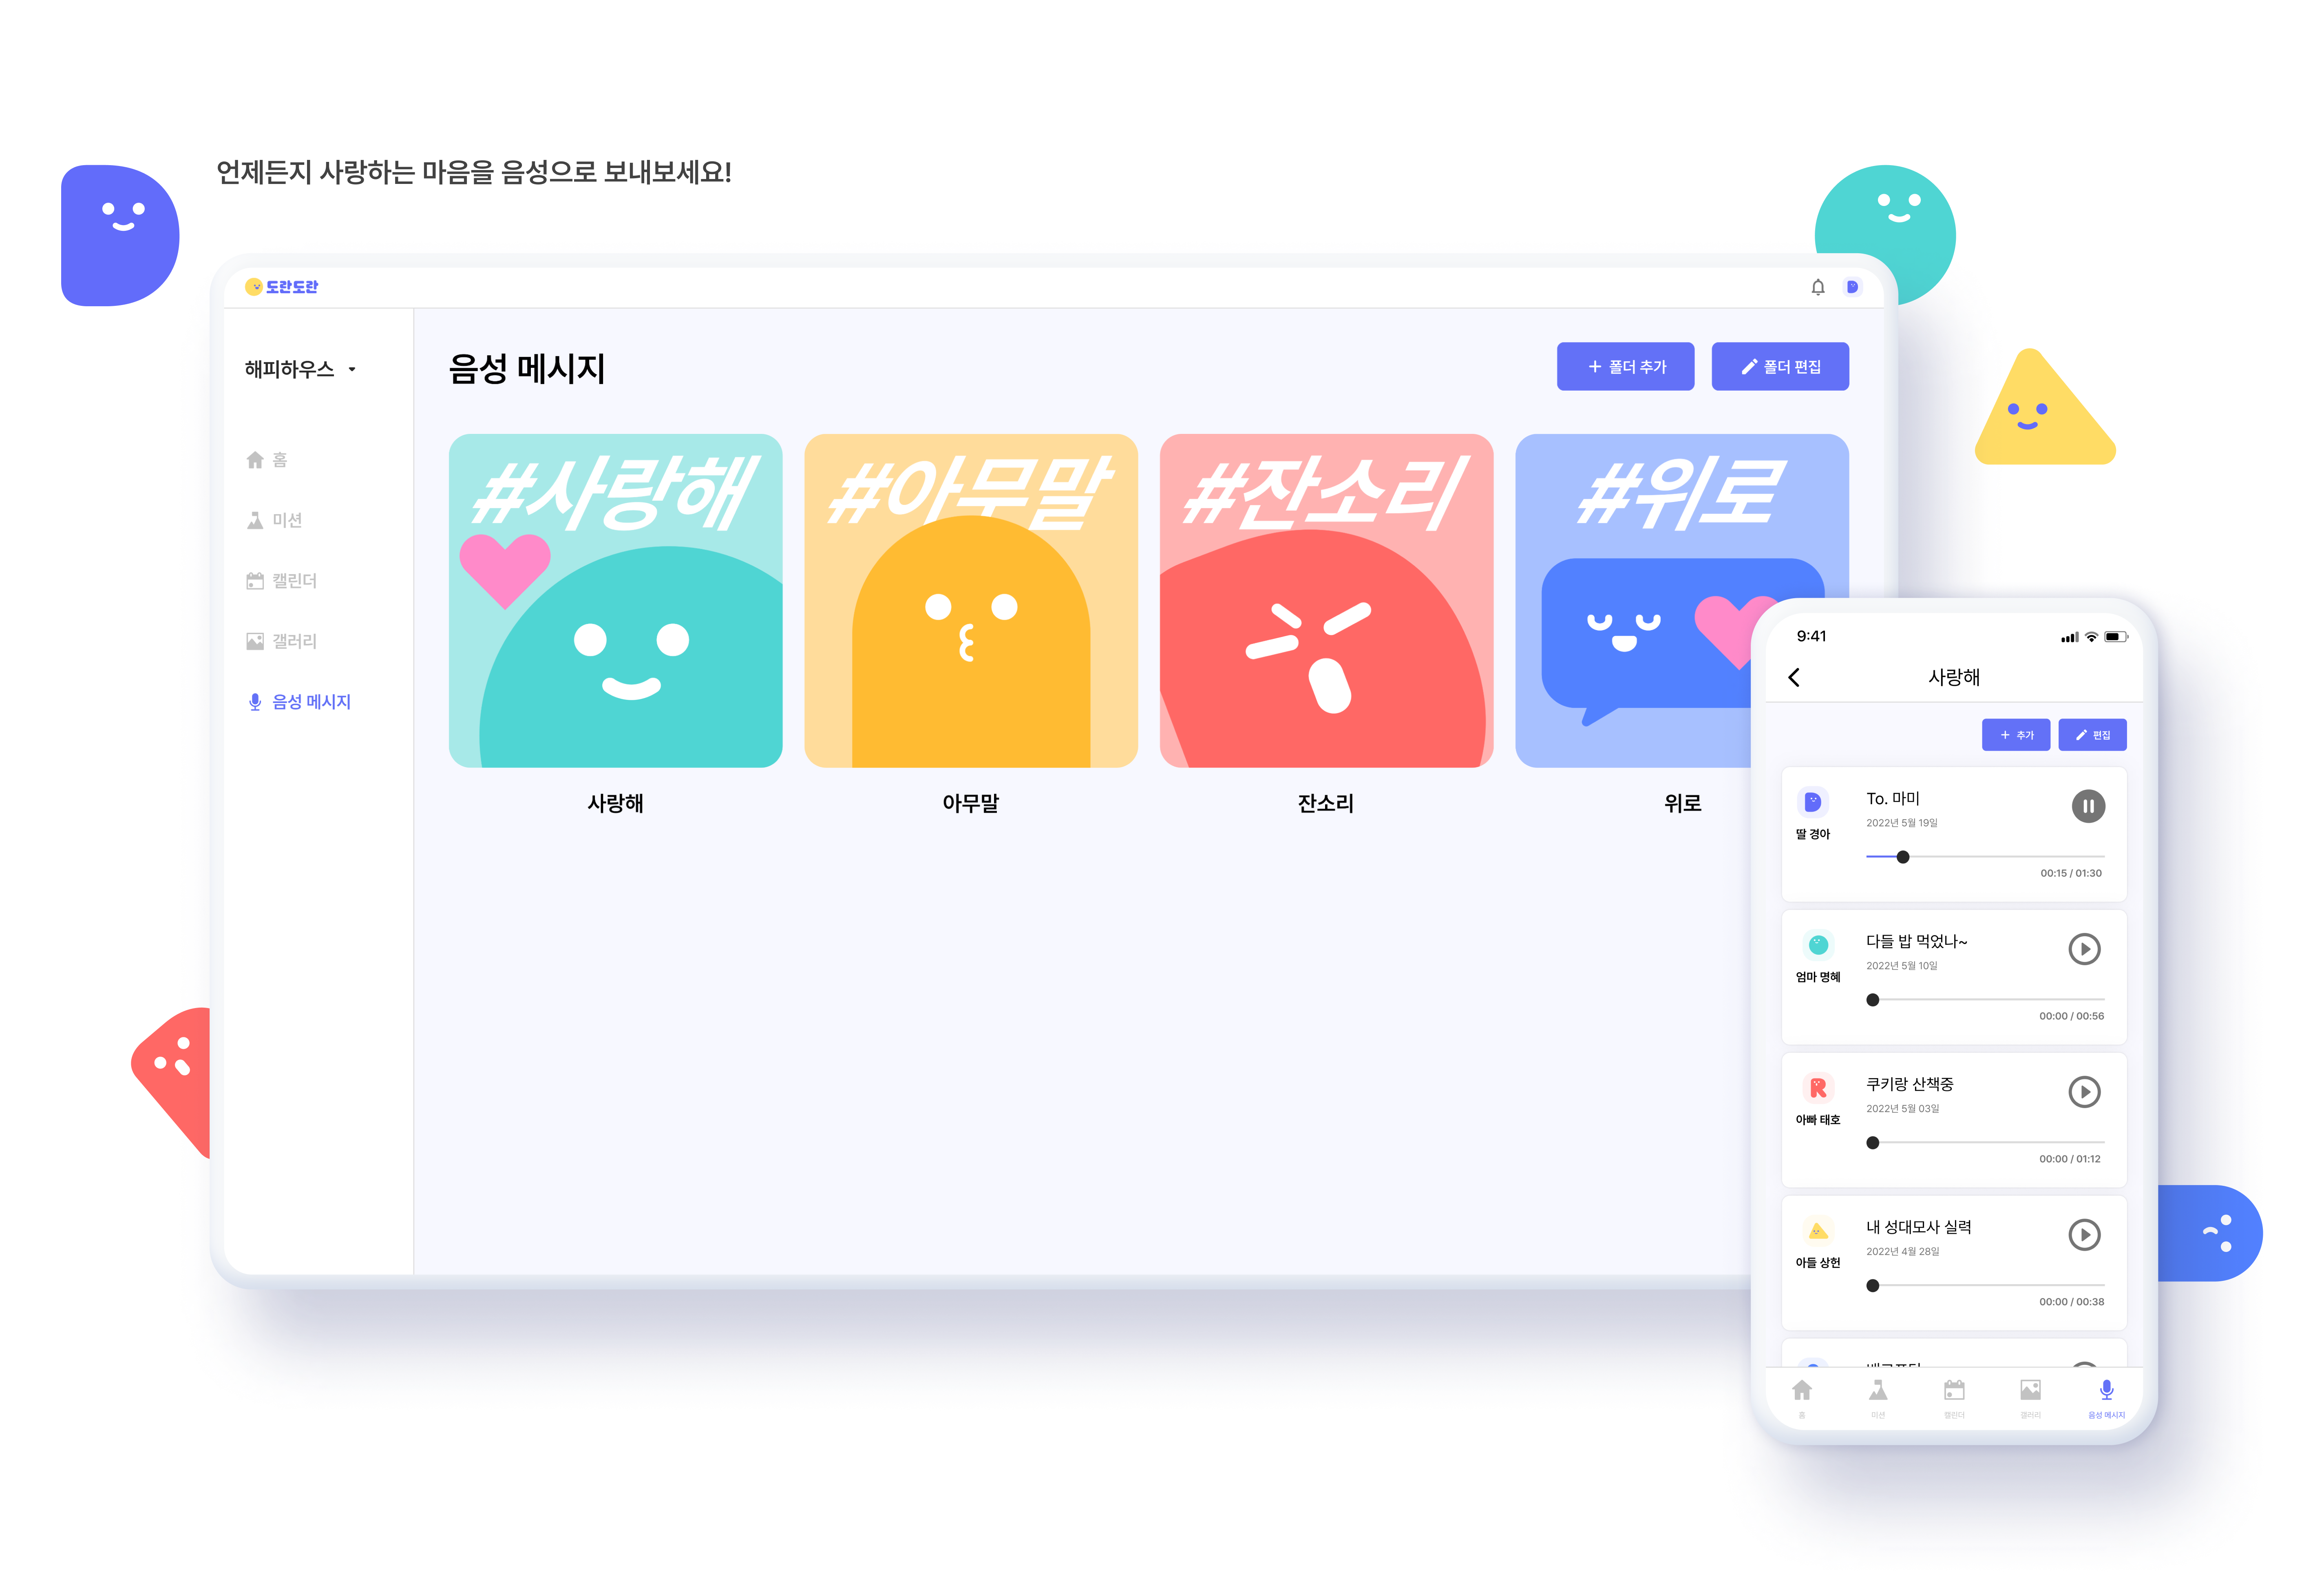 언제든지 사랑하는 마음을 음성으로 보내보세요!
도란도란
해피하우스
홈
미션
캘린더
갤러리
음성 메시지
음성 메시지
폴더 추가
폴더 편집
#사랑해
#아무말
#잔소리
#위로
사랑해
아무말
잔소리
위로
9:41
사랑해
추가
편집
To. 마미
2022년 5월 19일
딸 경아
00:15 / 01:30
다들 밥 먹었나~
2022년 5월 10일
엄마 명혜
00:00 / 00:56
쿠키랑 산책중
2022년 5월 03일
아빠 태호
00:00 / 01:12
내 성대모사 실력
2022년 4월 28일
아들 상헌
00:00 / 00:38
홈
미션
캘린더
갤러리
음성 메시지